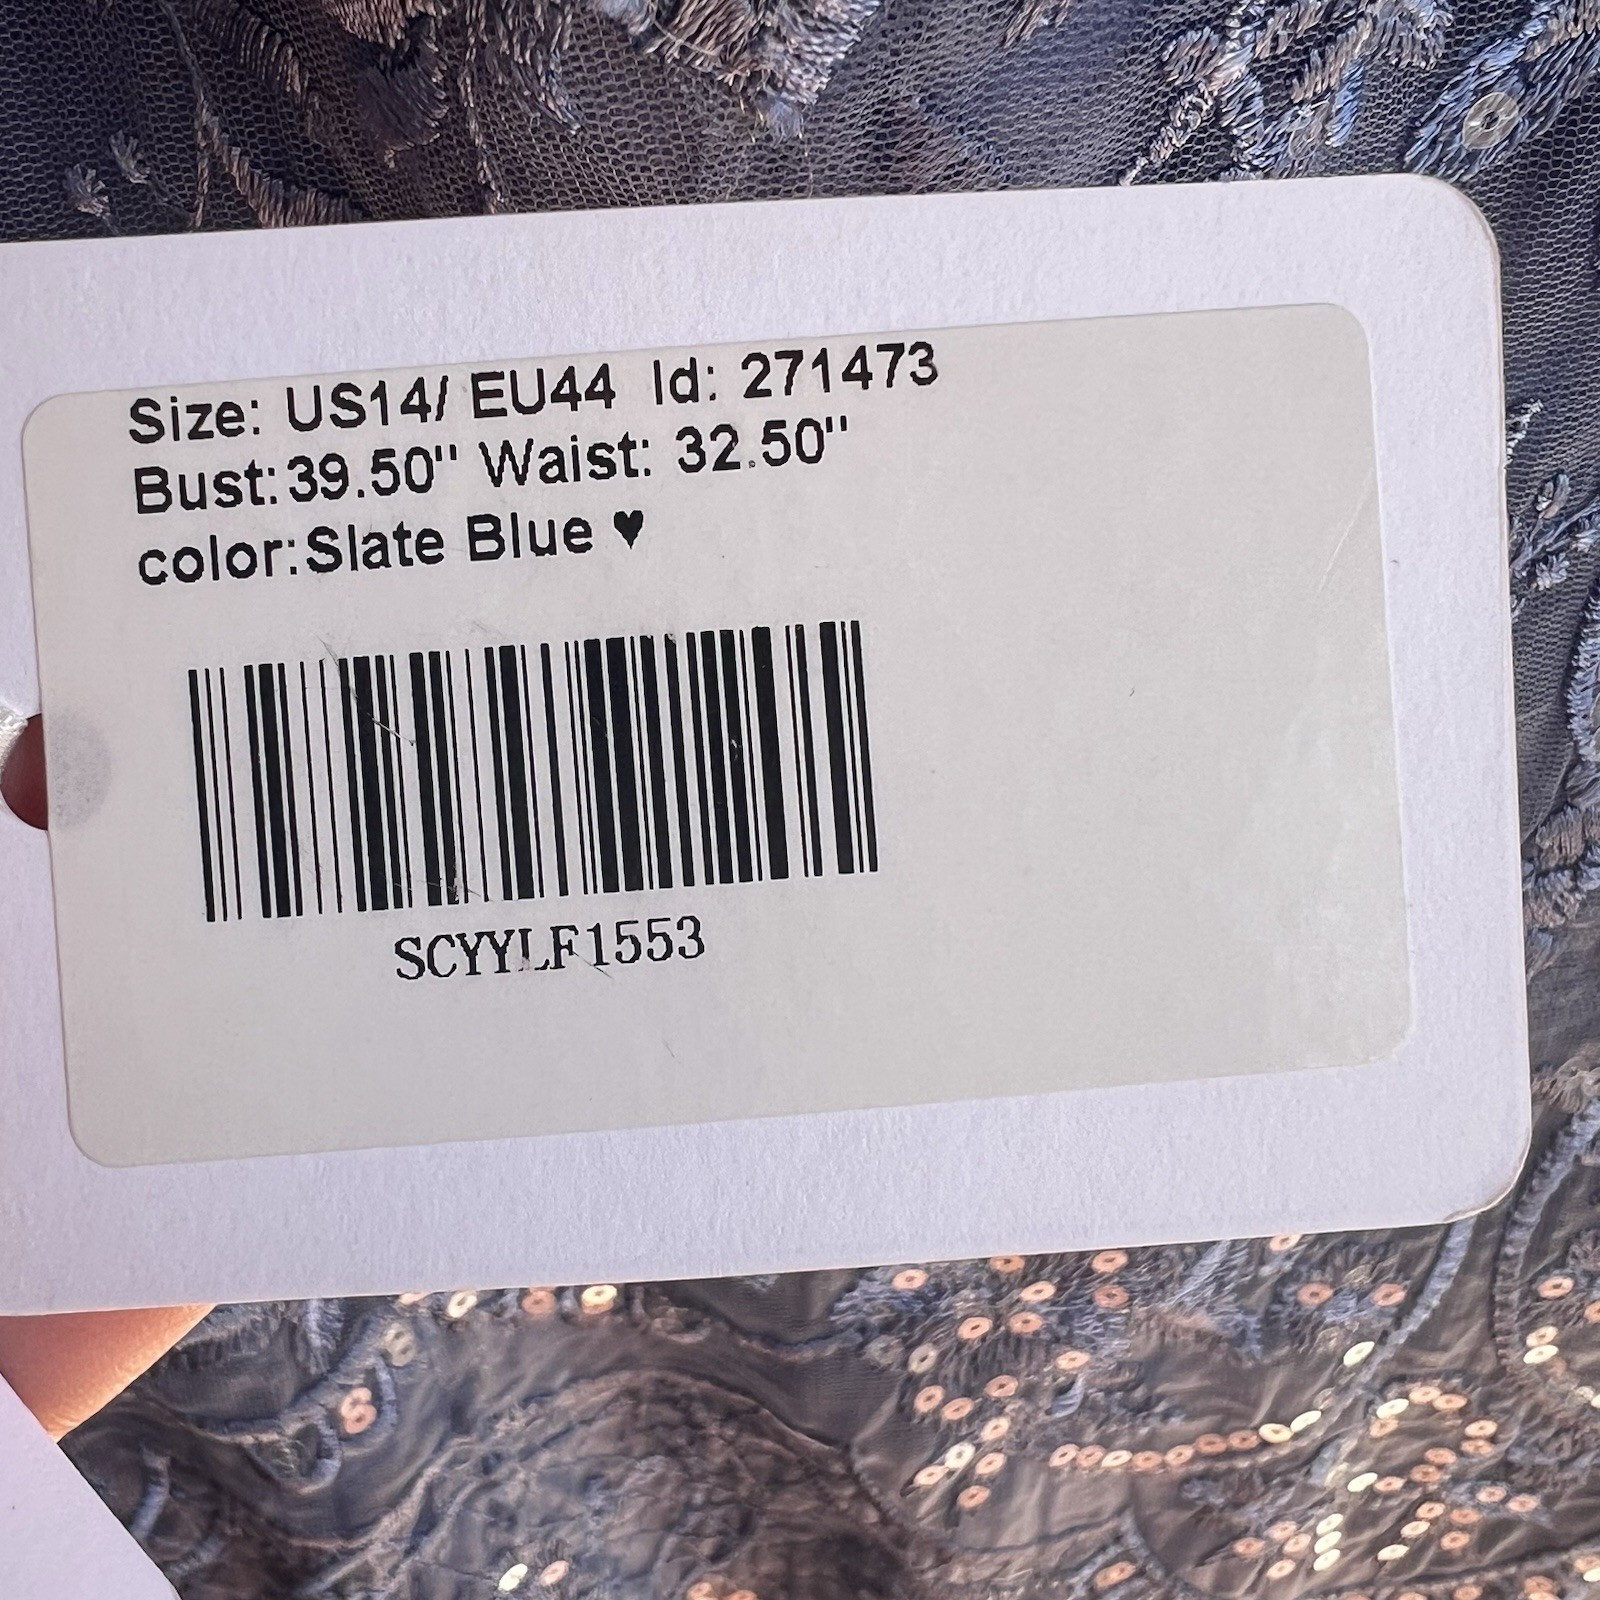 Size: US14/ EU44 Id: 271473
Bust:39.50" Waist: 32.50"
color:Slate Blue ♥
SCYYLF1553